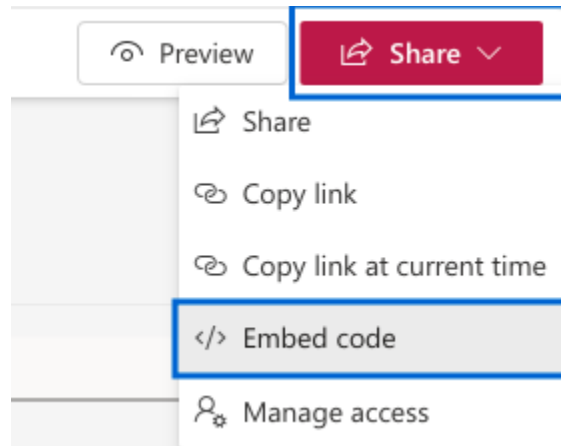 Preview
Share
Share
Copy link
Copy link at current time
Embed code
Manage access